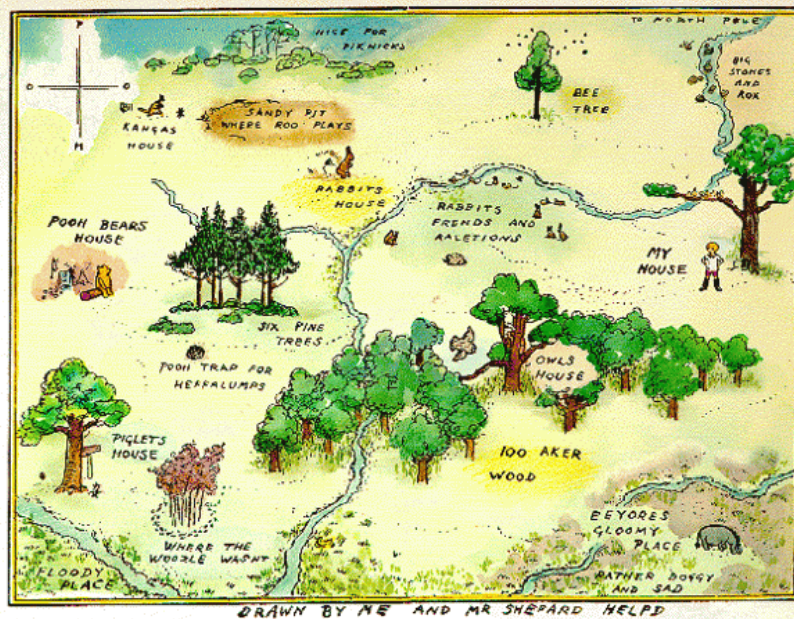 TO NORTH POLE
NICE FOR
PIKNICKS
P
O
O
H
BIG
STONES
AND
ROX
BEE
TREE
SANDY PIT
WHERE ROO PLAYS
KANGAS
HOUSE
RABBITS
HOUSE
RABBITS
FRENDS AND
RALETIONS
POOH BEARS
HOUSE
MY
HOUSE
SIX PINE
TREES
POOH TRAP FOR
HEFFALUMPS
OWLS
HOUSE
PIGLETS
HOUSE
100 AKER
WOOD
EEYORES
GLOOMY
PLACE
WHERE THE
WOOZLE WASNT
FLOODY
PLACE
RATHER BOGGY
AND SAD
DRAWN BY ME AND MR SHEPARD HELPD